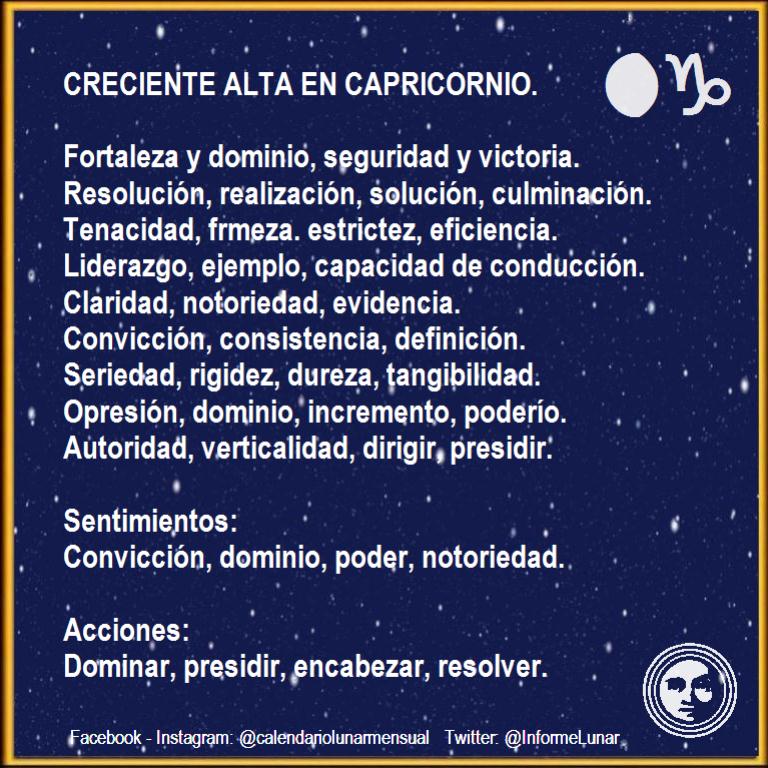 CRECIENTE ALTA EN CAPRICORNIO.
Fortaleza y dominio, seguridad y victoria.
Resolución, realización, solución, culminación.
Tenacidad, frmeza. estrictez, eficiencia.
Liderazgo, ejemplo, capacidad de conducción.
Claridad, notoriedad, evidencia.
Convicción, consistencia, definición.
Seriedad, rigidez, dureza, tangibilidad.
Opresión, dominio, incremento, poderío.
Autoridad, verticalidad, dirigir, presidir.
Sentimientos:
Convicción, dominio, poder, notoriedad.
Acciones:
Dominar, presidir, encabezar, resolver.
Facebook - Instagram: @calendariolunarmensual Twitter: @InformeLunar